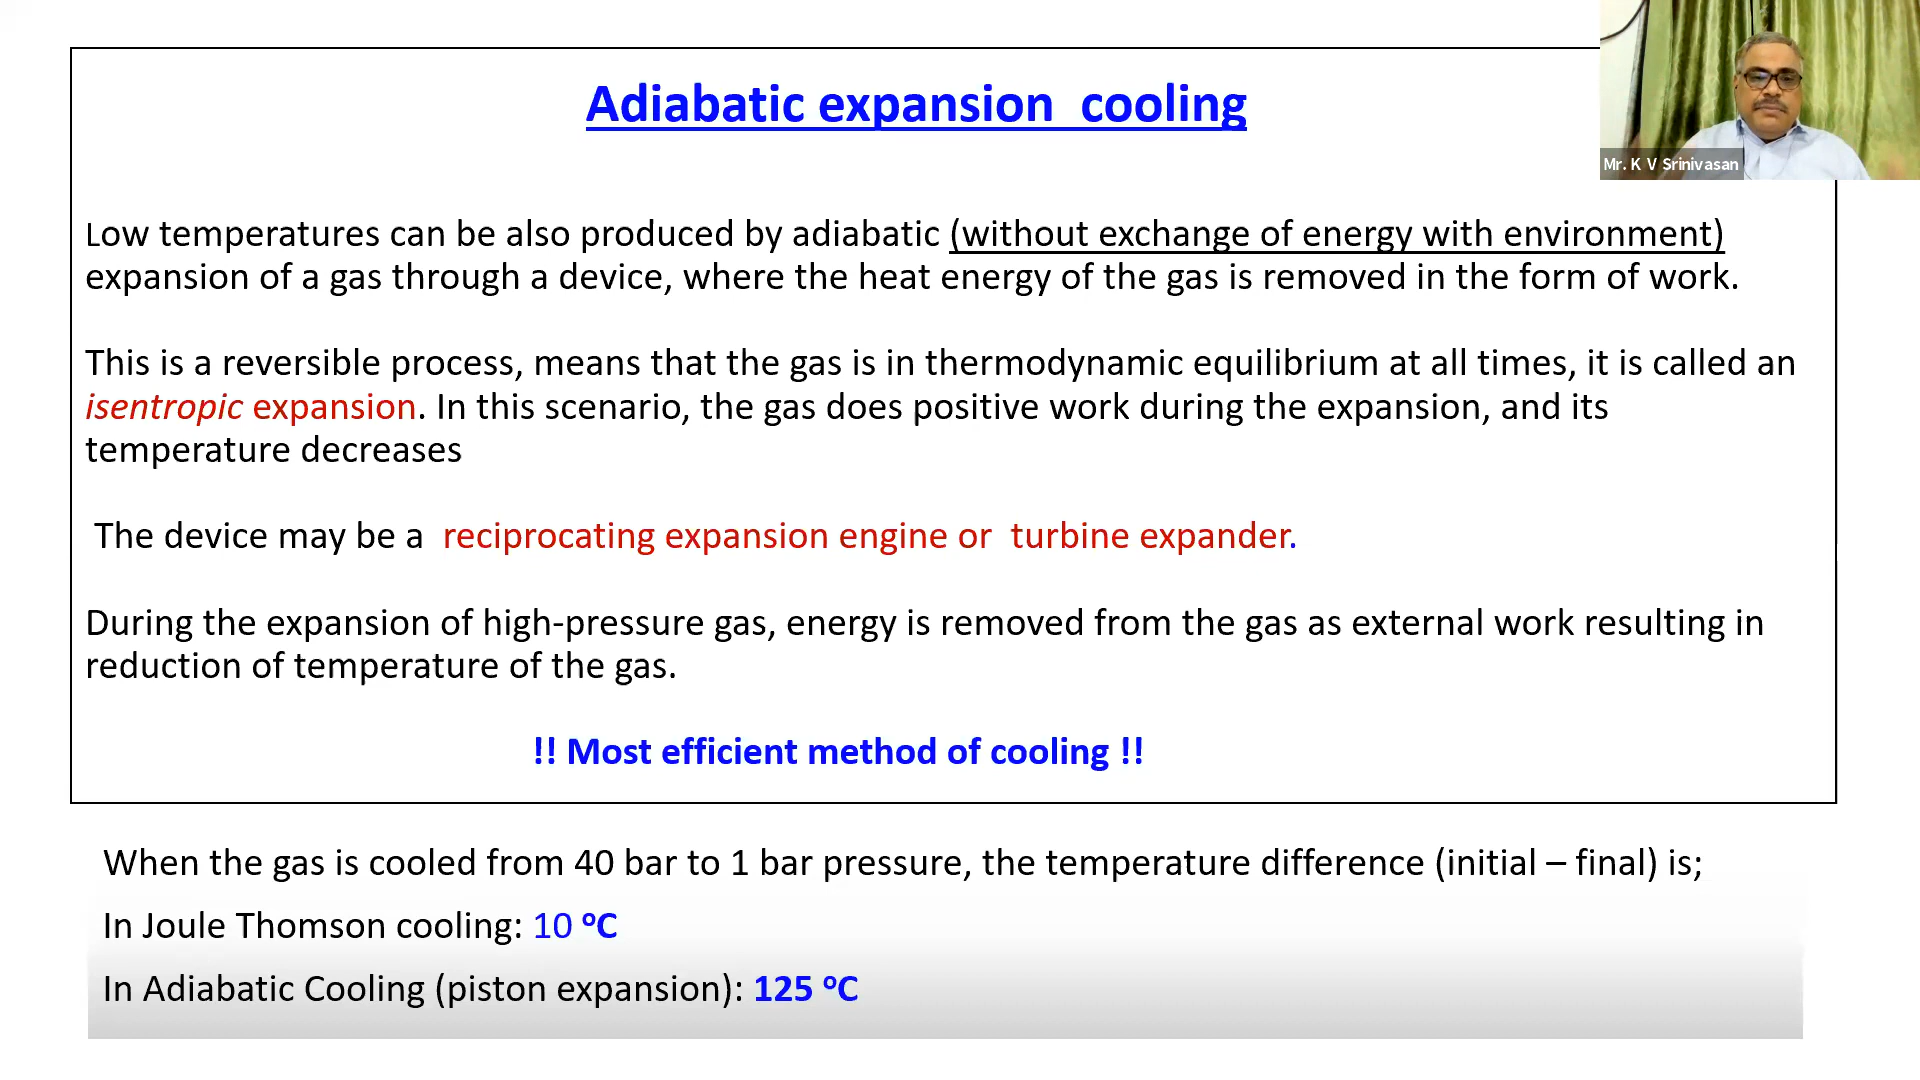 Adiabatic expansion cooling
Mr. K V Srinivasan
Low temperatures can be also produced by adiabatic (without exchange of energy with environment)
expansion of a gas through a device, where the heat energy of the gas is removed in the form of work.
This is a reversible process, means that the gas is in thermodynamic equilibrium at all times, it is called an
isentropic expansion. In this scenario, the gas does positive work during the expansion, and its
temperature decreases
The device may be a reciprocating expansion engine or turbine expander.
During the expansion of high-pressure gas, energy is removed from the gas as external work resulting in
reduction of temperature of the gas.
!! Most efficient method of cooling !!
When the gas is cooled from 40 bar to 1 bar pressure, the temperature difference (initial – final) is;
In Joule Thomson cooling: 10 ºC
In Adiabatic Cooling (piston expansion): 125 ºC